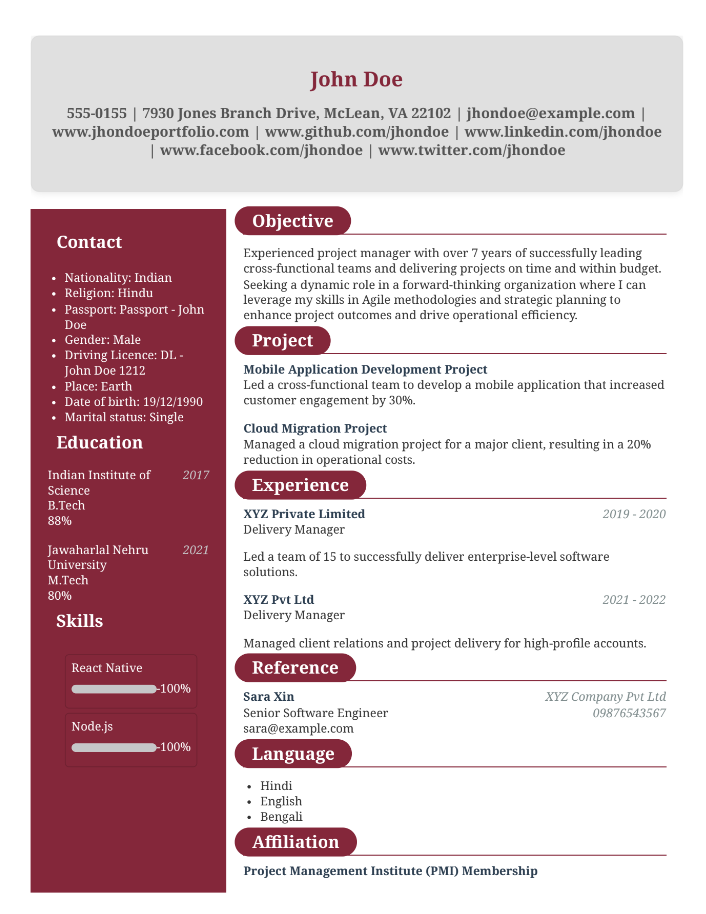 John Doe
555-0155 | 7930 Jones Branch Drive, McLean, VA 22102 | jhondoe@example.com |
www.jhondoeportfolio.com | www.github.com/jhondoe | www.linkedin.com/jhondoe
| www.facebook.com/jhondoe | www.twitter.com/jhondoe
Contact
• Nationality: Indian
• Religion: Hindu
• Passport: Passport - John
Doe
• Gender: Male
• Driving Licence: DL -
John Doe 1212
• Place: Earth
• Date of birth: 19/12/1990
• Marital status: Single
Education
Indian Institute of 2017
Science
B.Tech
88%
Jawaharlal Nehru 2021
University
M.Tech
80%
Skills
React Native
100%
Node.js
100%
Objective
Experienced project manager with over 7 years of successfully leading
cross-functional teams and delivering projects on time and within budget.
Seeking a dynamic role in a forward-thinking organization where I can
leverage my skills in Agile methodologies and strategic planning to
enhance project outcomes and drive operational efficiency.
Project
Mobile Application Development Project
Led a cross-functional team to develop a mobile application that increased
customer engagement by 30%.
Cloud Migration Project
Managed a cloud migration project for a major client, resulting in a 20%
reduction in operational costs.
Experience
XYZ Private Limited 2019 - 2020
Delivery Manager
Led a team of 15 to successfully deliver enterprise-level software
solutions.
XYZ Pvt Ltd 2021 - 2022
Delivery Manager
Managed client relations and project delivery for high-profile accounts.
Reference
Sara Xin XYZ Company Pvt Ltd
Senior Software Engineer 09876543567
sara@example.com
Language
• Hindi
• English
• Bengali
Affiliation
Project Management Institute (PMI) Membership